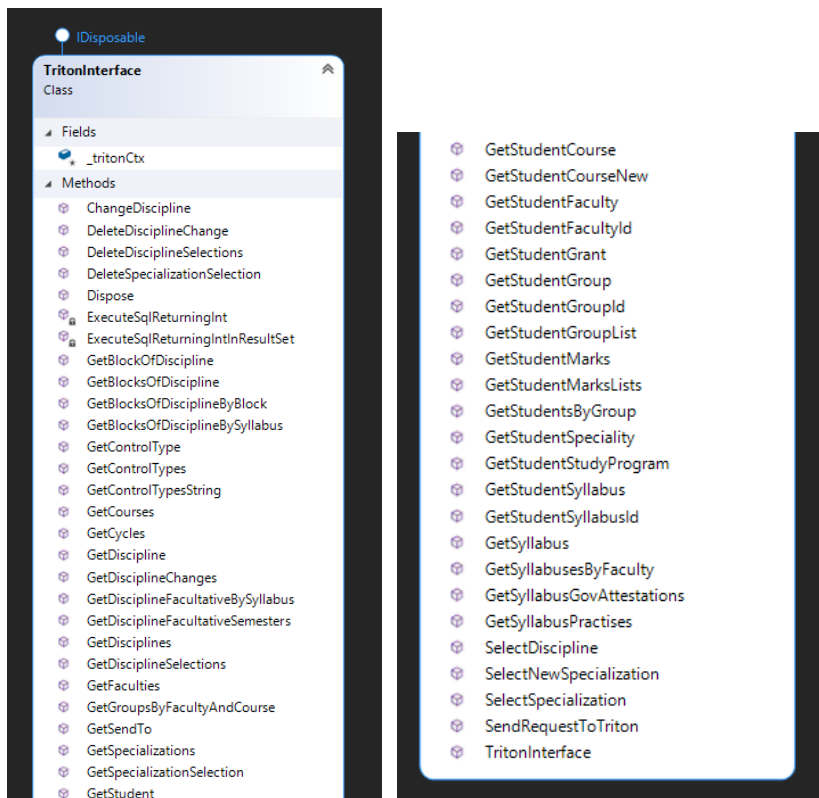 IDisposable
TritonInterface
Class
Fields
_tritonCtx
Methods
ChangeDiscipline
DeleteDisciplineChange
DeleteDisciplineSelections
DeleteSpecializationSelection
Dispose
ExecuteSqlReturningInt
ExecuteSqlReturningIntInResultSet
GetBlockOfDiscipline
GetBlocksOfDiscipline
GetBlocksOfDisciplineByBlock
GetBlocksOfDisciplineBySyllabus
GetControlType
GetControlTypes
GetControlTypesString
GetCourses
GetCycles
GetDiscipline
GetDisciplineChanges
GetDisciplineFacultativeBySyllabus
GetDisciplineFacultativeSemesters
GetDisciplines
GetDisciplineSelections
GetFaculties
GetGroupsByFacultyAndCourse
GetSendTo
GetSpecializations
GetSpecializationSelection
GetStudent
GetStudentCourse
GetStudentCourseNew
GetStudentFaculty
GetStudentFacultyId
GetStudentGrant
GetStudentGroup
GetStudentGroupId
GetStudentGroupList
GetStudentMarks
GetStudentMarksLists
GetStudentsByGroup
GetStudentSpeciality
GetStudentStudyProgram
GetStudentSyllabus
GetStudentSyllabusId
GetSyllabus
GetSyllabusesByFaculty
GetSyllabusGovAttestations
GetSyllabusPractises
SelectDiscipline
SelectNewSpecialization
SelectSpecialization
SendRequestToTriton
TritonInterface